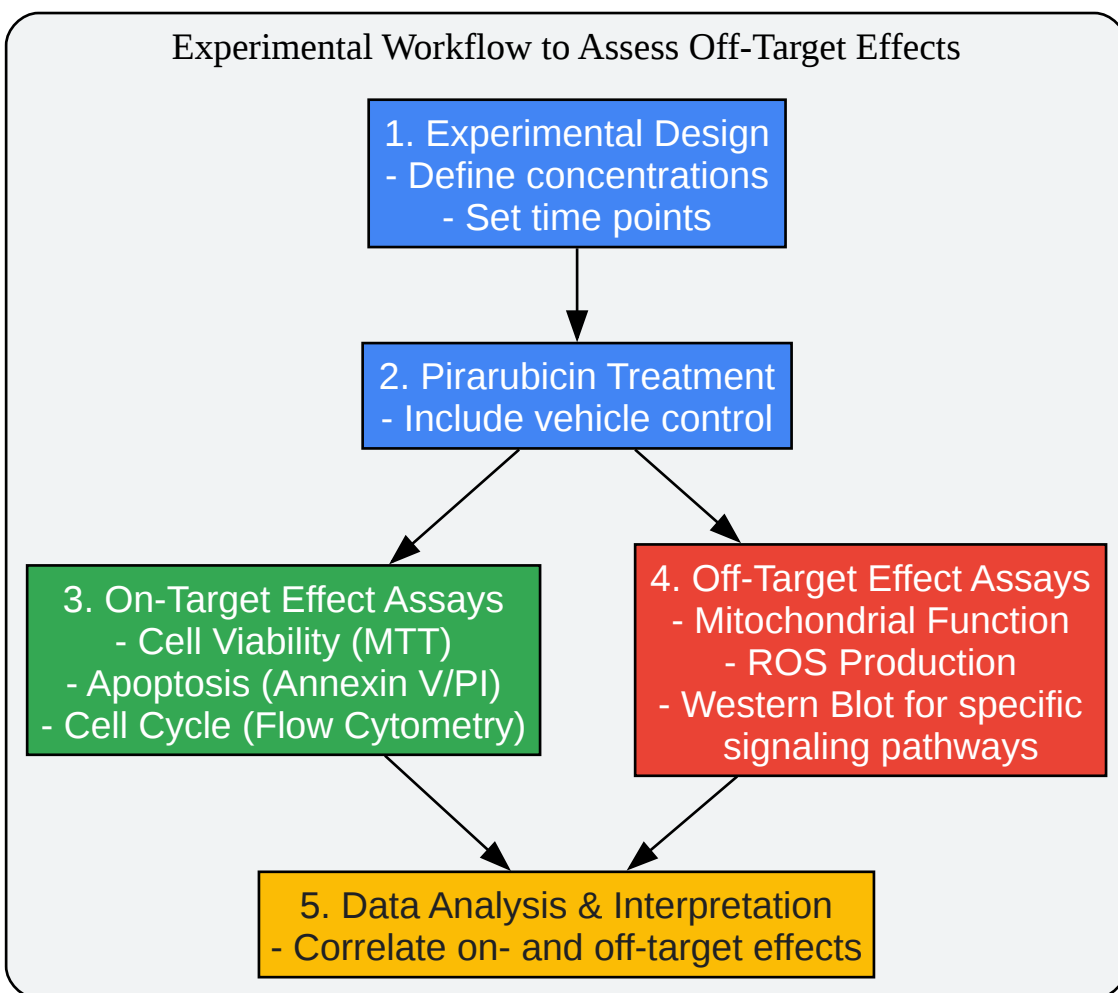 Experimental Workflow to Assess Off-Target Effects
1. Experimental Design
- Define concentrations
- Set time points
2. Pirarubicin Treatment
- Include vehicle control
3. On-Target Effect Assays
- Cell Viability (MTT)
- Apoptosis (Annexin V/PI)
- Cell Cycle (Flow Cytometry)
4. Off-Target Effect Assays
- Mitochondrial Function
- ROS Production
- Western Blot for specific
signaling pathways
5. Data Analysis & Interpretation
- Correlate on- and off-target effects